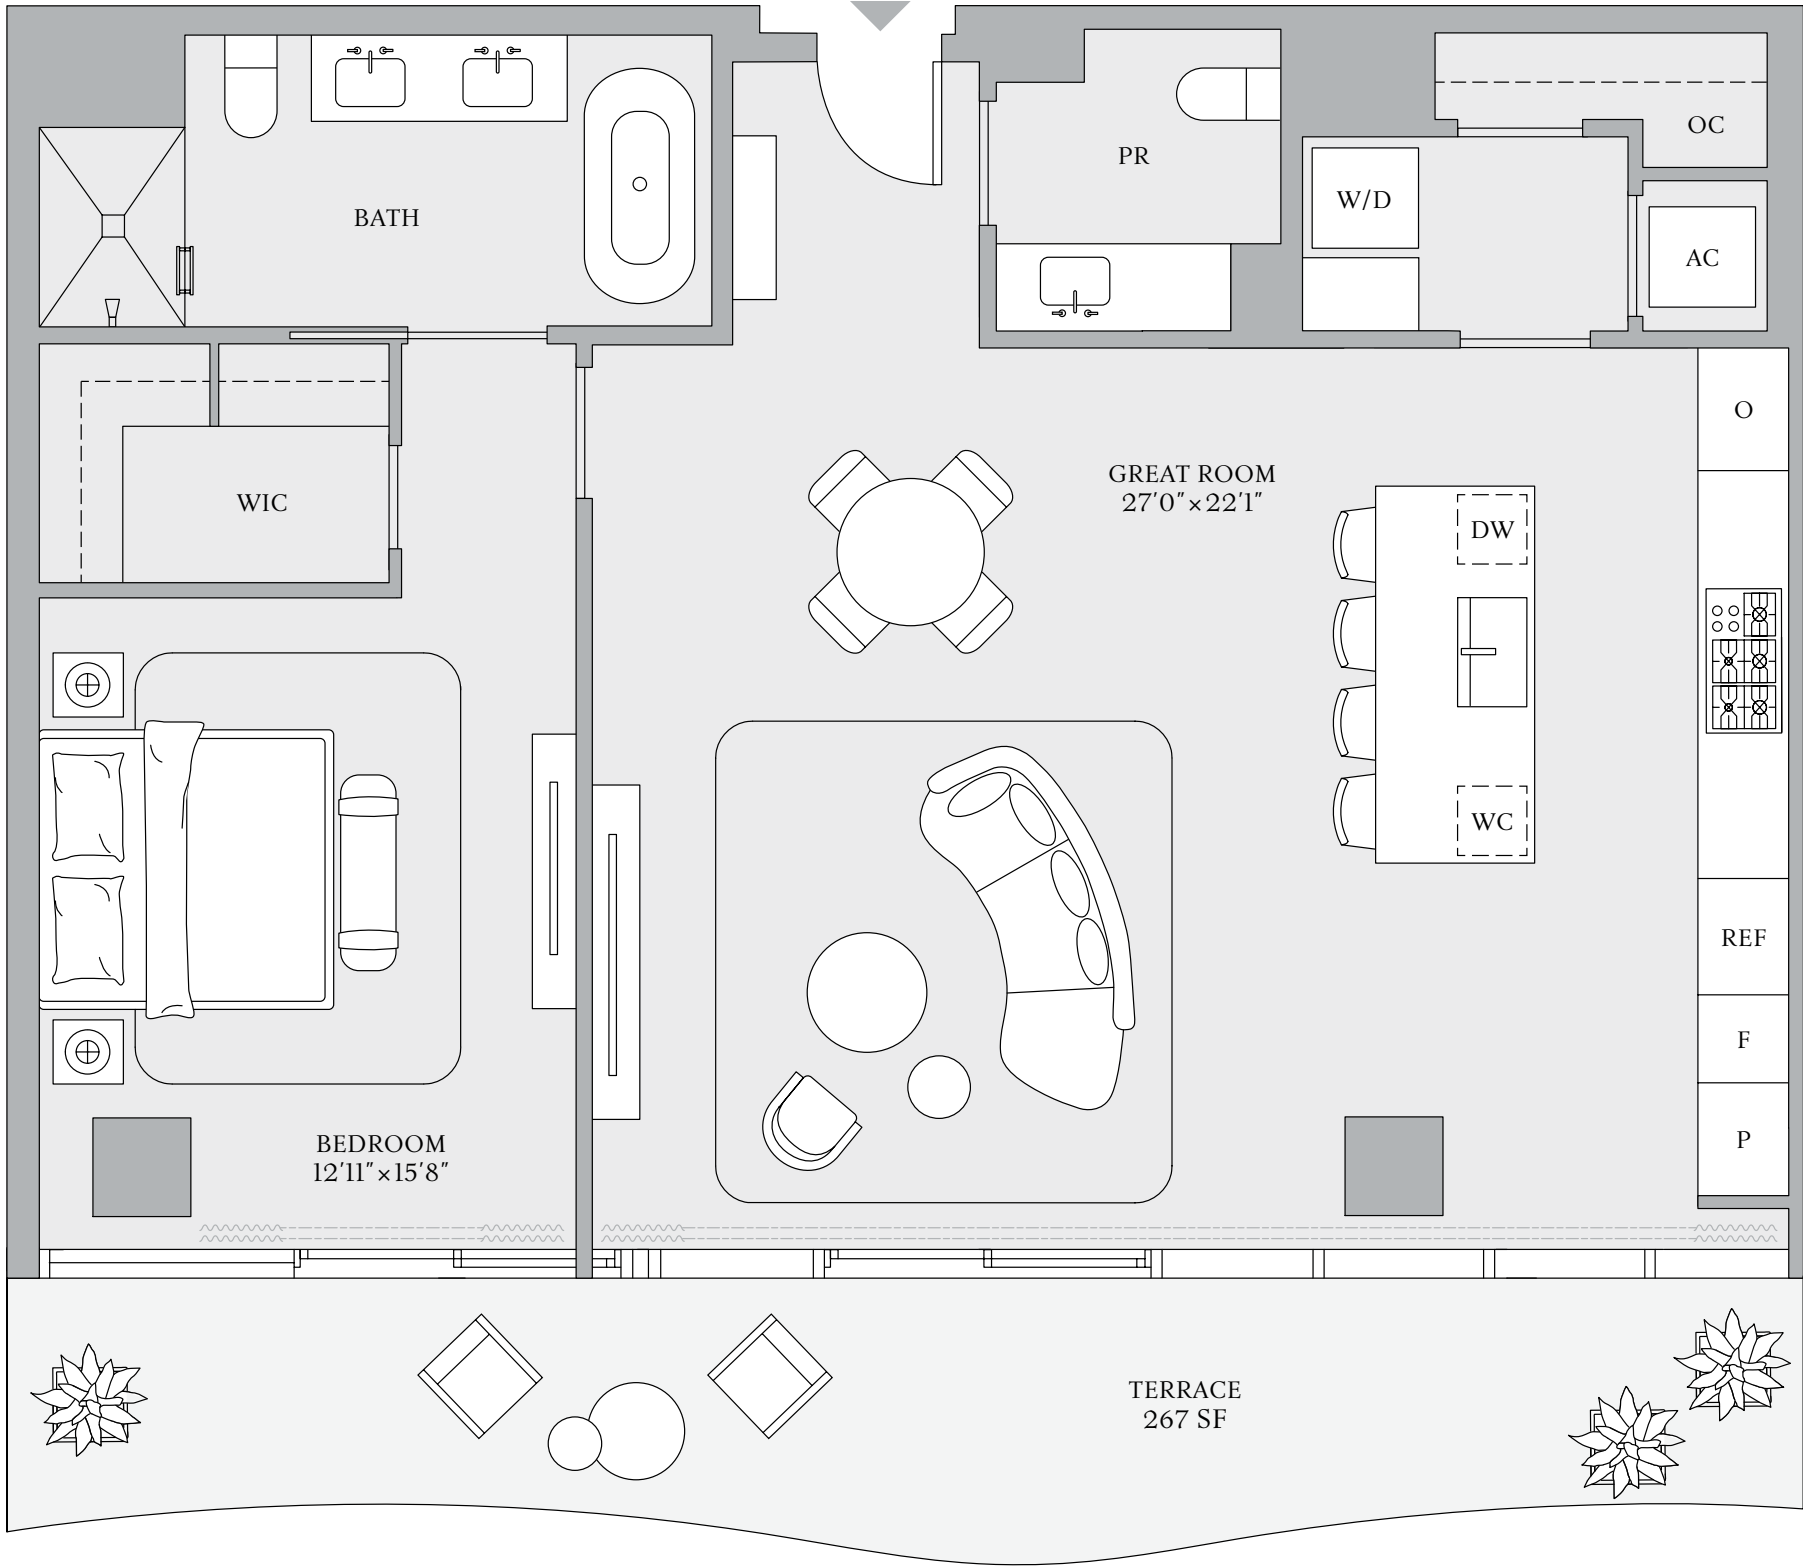 OC
PR
W/D
BATH
AC
O
GREAT ROOM
27'0"×22'1"
WIC
DW
WC
REF
F
P
BEDROOM
12'11"×15'8"
TERRACE
267 SF